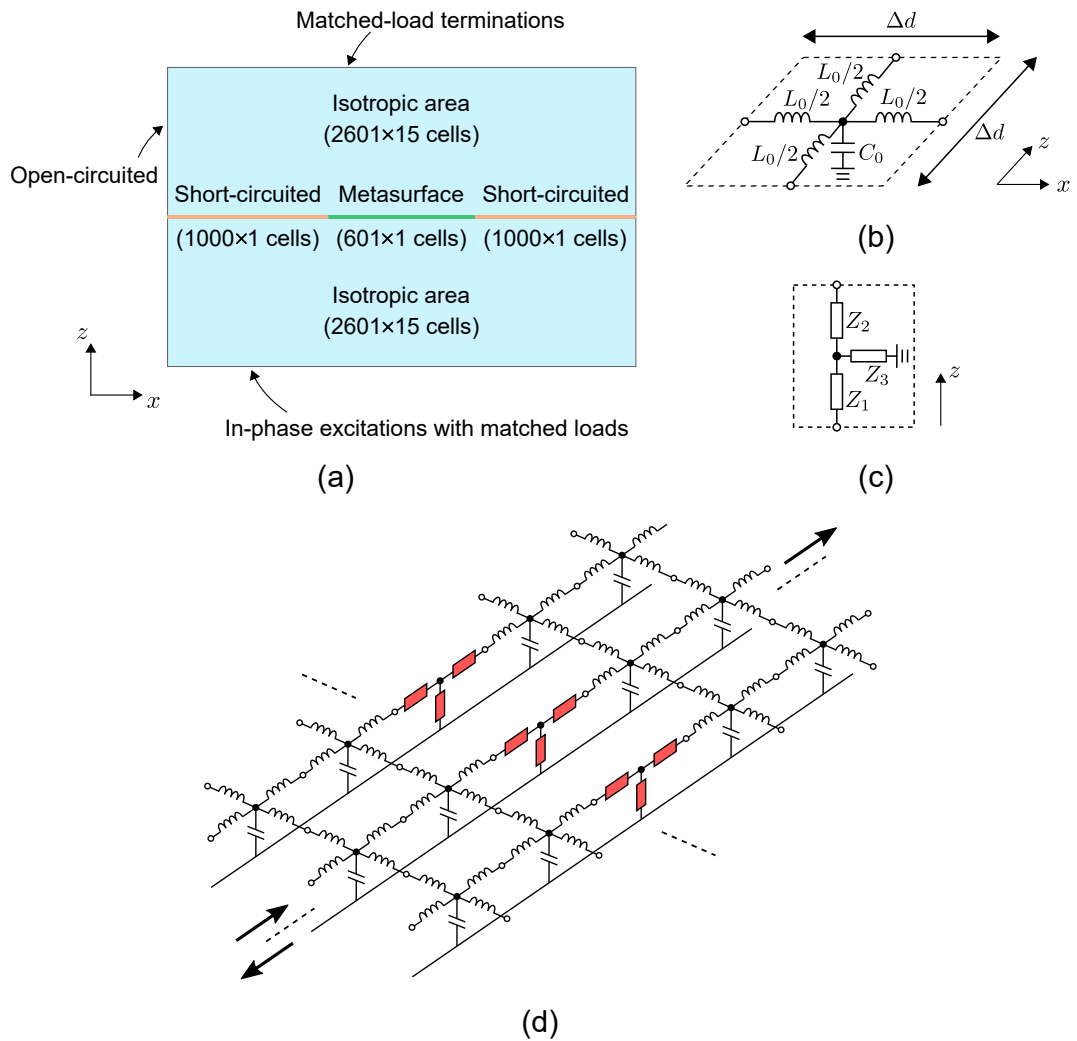 Matched-load terminations
Isotropic area
(2601×15 cells)
Open-circuited
Short-circuited Metasurface Short-circuited
(1000×1 cells) (601×1 cells) (1000×1 cells)
Isotropic area
(2601×15 cells)
z
x
In-phase excitations with matched loads
(a)
Δd
L₀/2
L₀/2 L₀/2
L₀/2 C₀
Δd
z
x
(b)
Z₂
Z₃
Z₁
z
(c)
(d)